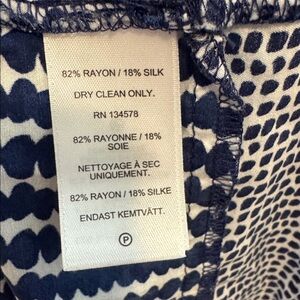 82% RAYON / 18% SILK
DRY CLEAN ONLY.
RN 134578
82% RAYONNE / 18%
SOIE
NETTOYAGE À SEC
UNIQUEMENT.
82% RAYON / 18% SILKE
ENDAST KEMTVÄTT.
P